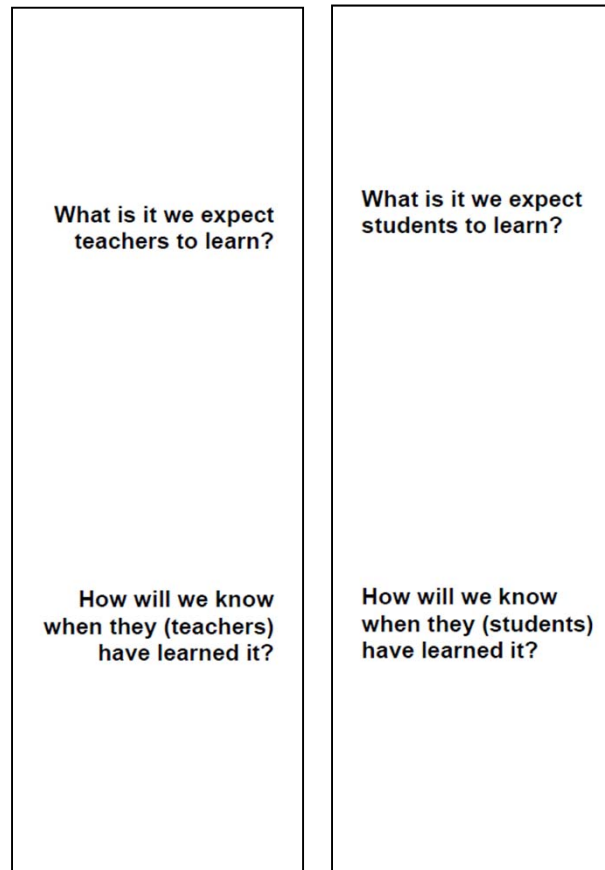 What is it we expect
teachers to learn?
How will we know
when they (teachers)
have learned it?
What is it we expect
students to learn?
How will we know
when they (students)
have learned it?